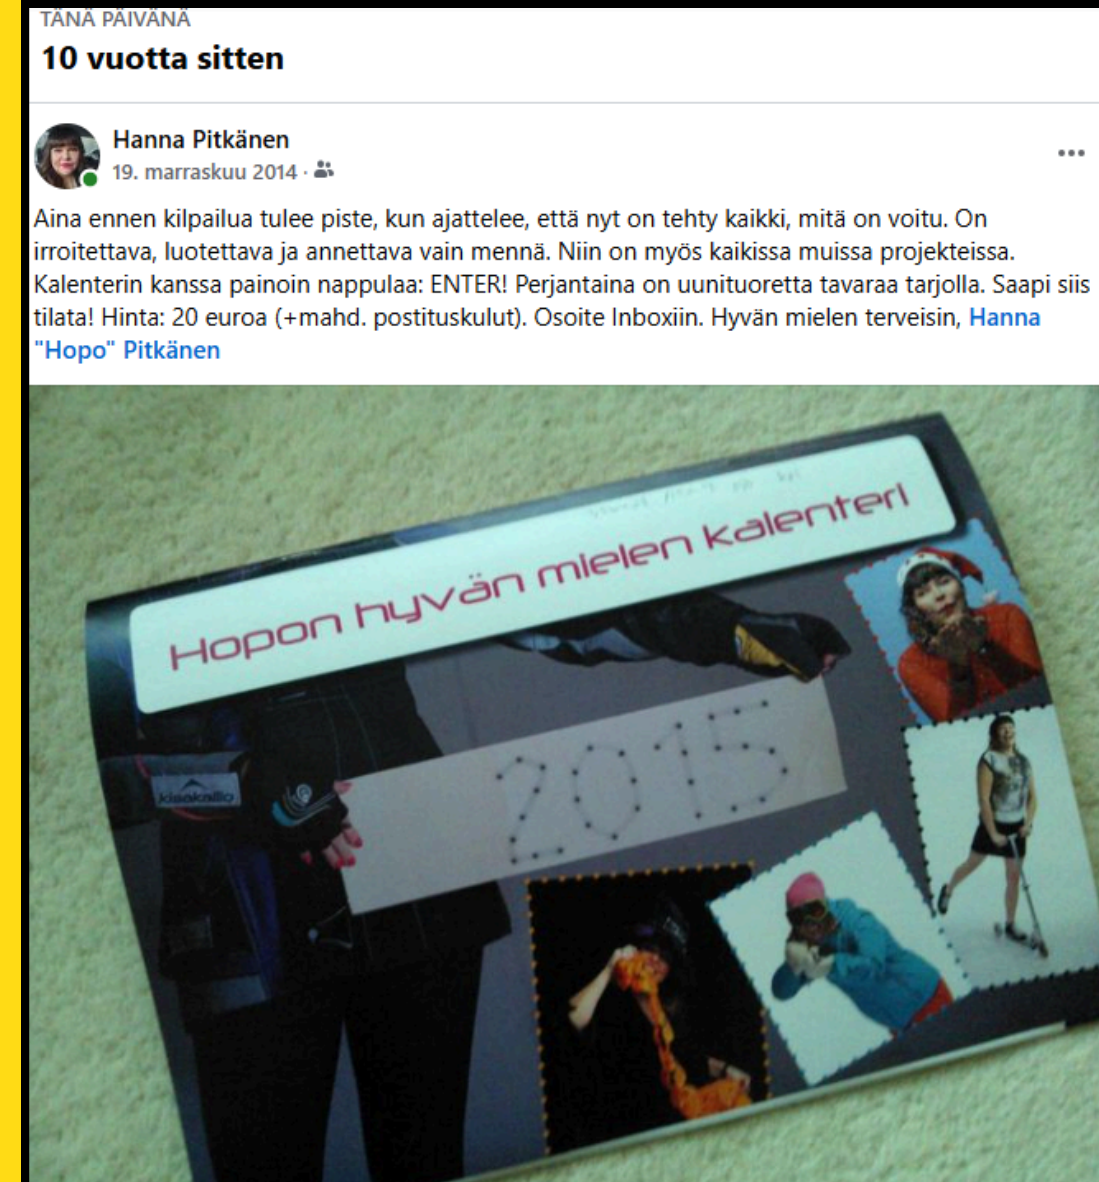 TÄNÄ PÄIVÄNÄ
10 vuotta sitten
Hanna Pitkänen
19. marraskuu 2014 ·
Aina ennen kilpailua tulee piste, kun ajattelee, että nyt on tehty kaikki, mitä on voitu. On
irroitettava, luotettava ja annettava vain mennä. Niin on myös kaikissa muissa projekteissa.
Kalenterin kanssa painoin nappulaa: ENTER! Perjantaina on uunituoretta tavaraa tarjolla. Saapi siis
tilata! Hinta: 20 euroa (+mahd. postituskulut). Osoite Inboxiin. Hyvän mielen terveisin, Hanna
"Hopo" Pitkänen
Hopon hyvän mielen kalenteri
2015
kisakallio